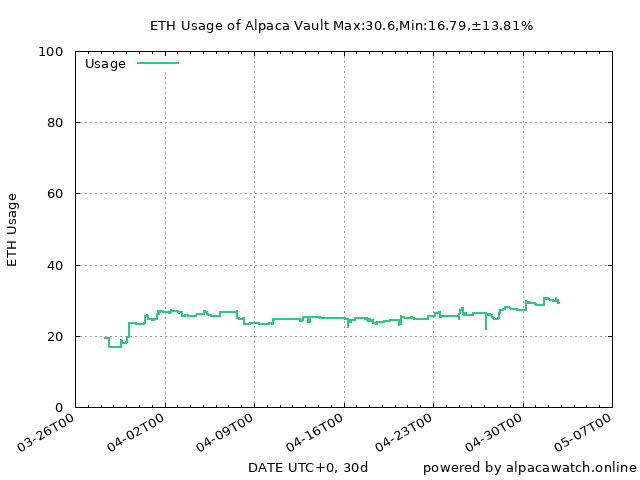 ETH Usage of Alpaca Vault Max:30.6,Min:16.79,±13.81%
100
Usage
80
60
ETH Usage
40
20
0
03-26T00 04-02T00 04-09T00 04-16T00 04-23T00 04-30T00 05-07T00
DATE UTC+0, 30d powered by alpacawatch.online